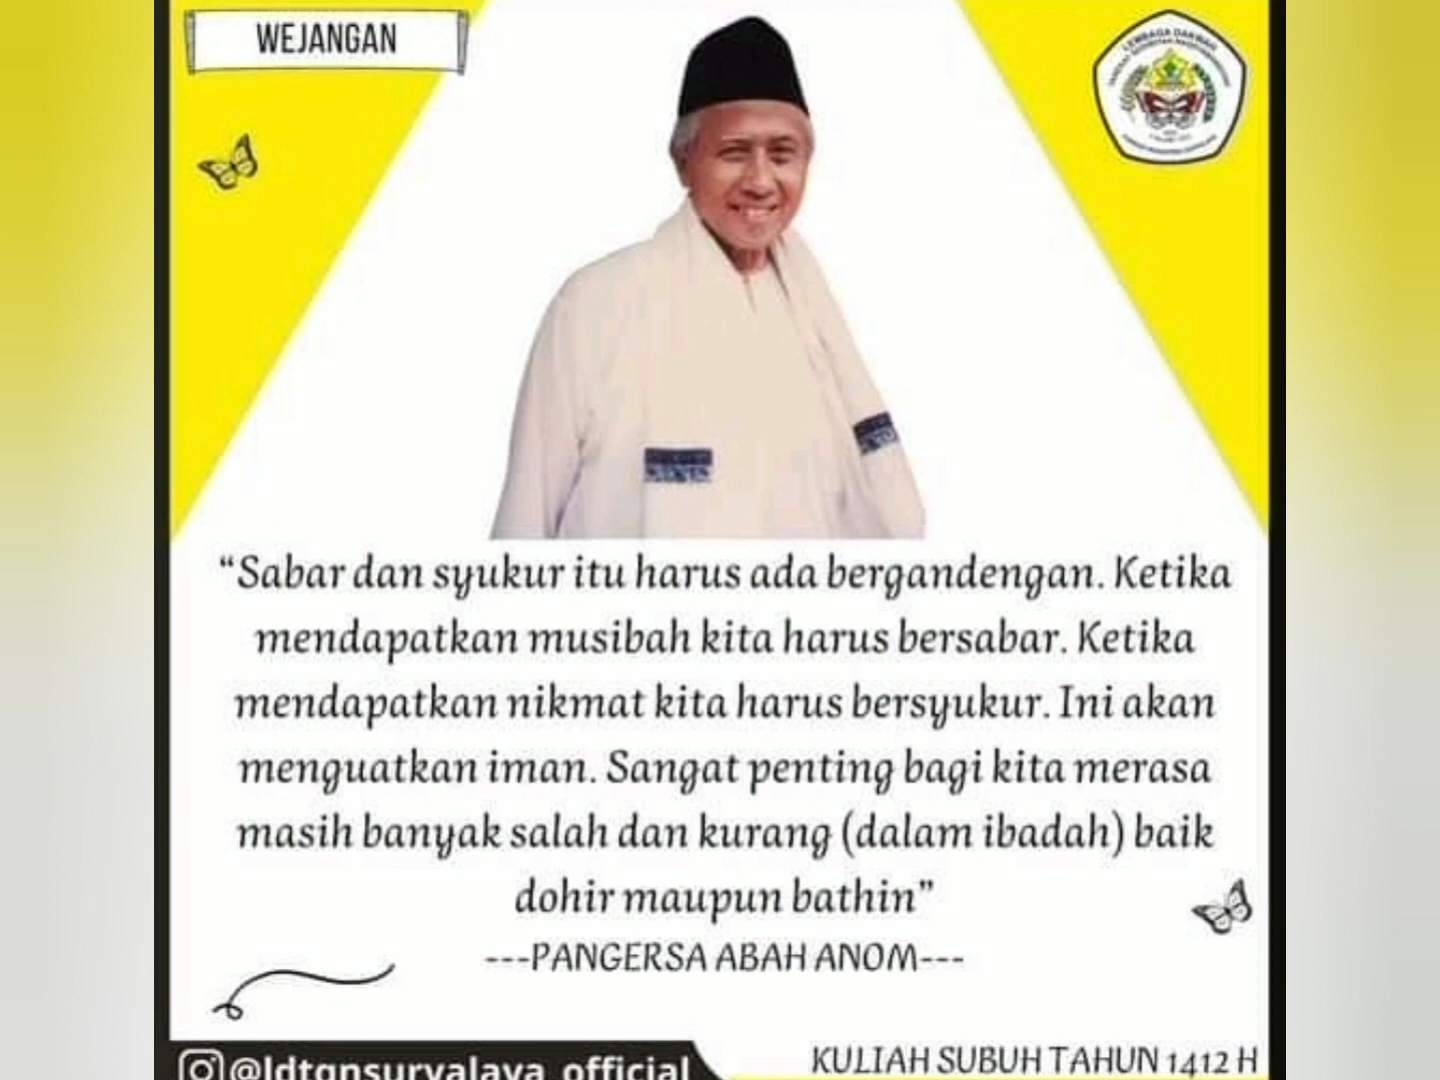 WEJANGAN
LEMBAGA DAKWAH
“Sabar dan syukur itu harus ada bergandengan. Ketika
mendapatkan musibah kita harus bersabar. Ketika
mendapatkan nikmat kita harus bersyukur. Ini akan
menguatkan iman. Sangat penting bagi kita merasa
masih banyak salah dan kurang (dalam ibadah) baik
dohir maupun bathin”
---PANGERSA ABAH ANOM---
@ldtqnsuryalaya_official
KULIAH SUBUH TAHUN 1412 H